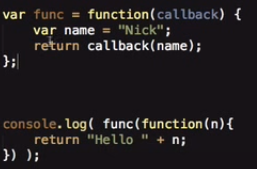 var func = function(callback) {
    var name = "Nick";
    return callback(name);
};
console.log( func(function(n){
    return "Hello " + n;
}) );